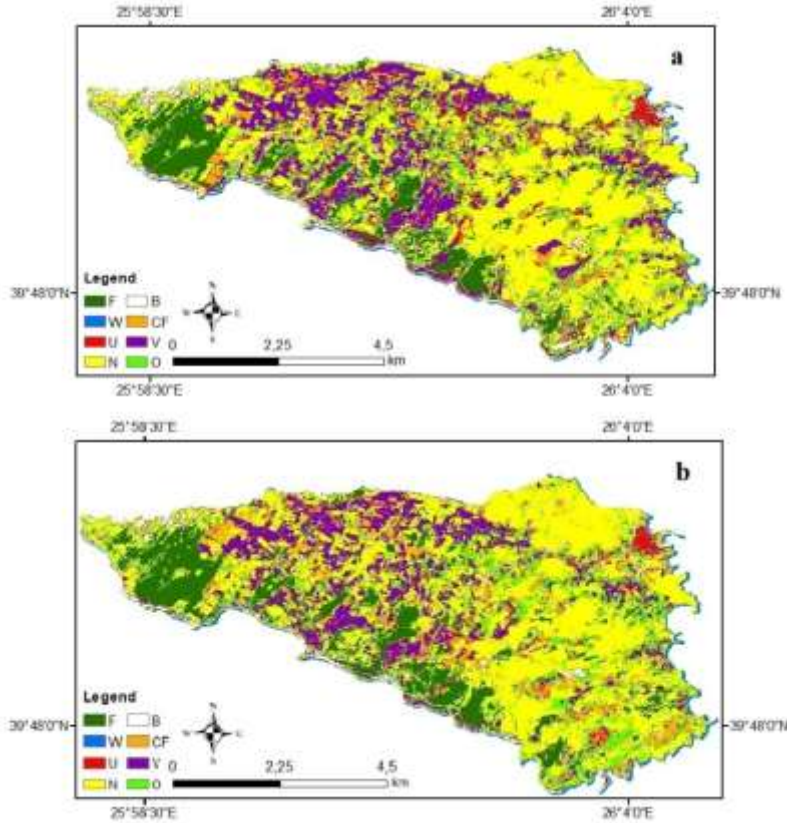 25°58'30"E 26°4'0"E
a
39°48'0"N 39°48'0"N
Legend
F B
W CF
U V
N O
N
W E
S
0 2,25 4,5
km
25°58'30"E 26°4'0"E
25°58'30"E 26°4'0"E
b
39°48'0"N 39°48'0"N
Legend
F B
W CF
U V
N O
N
W E
S
0 2,25 4,5
km
25°58'30"E 26°4'0"E